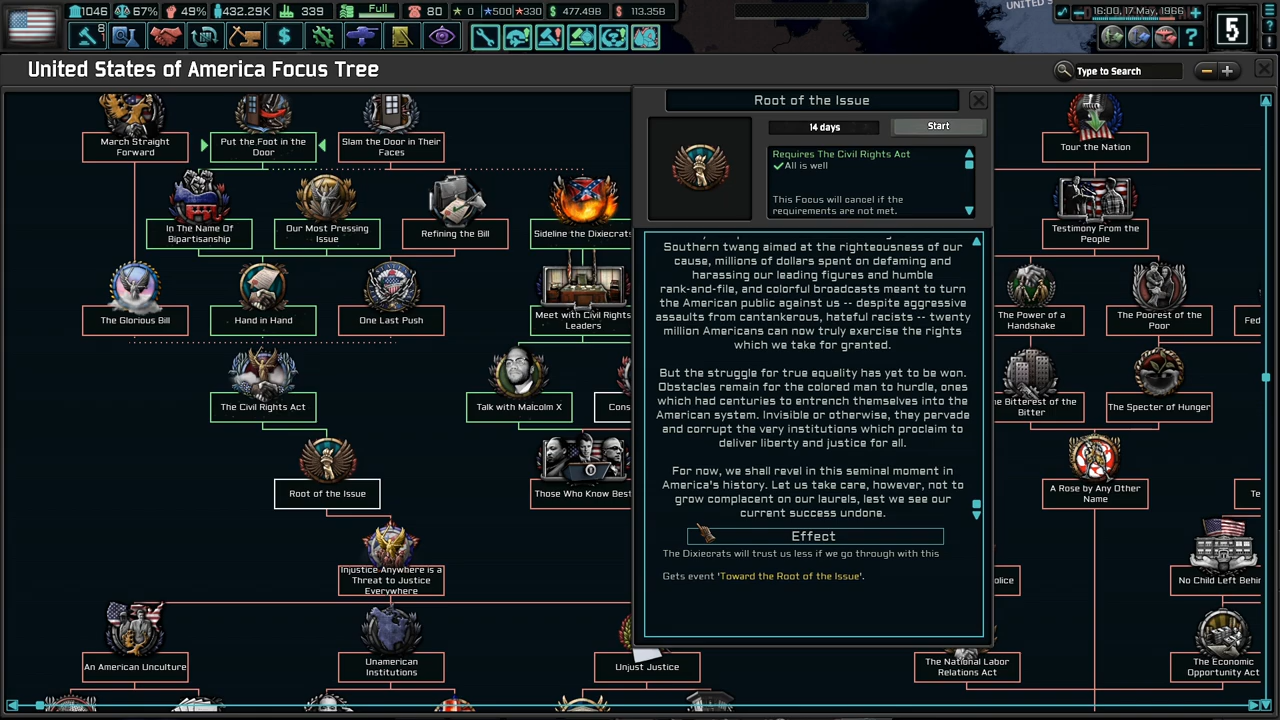 1046
67%
49%
432.29K
339
Full
80
0
500
330
477.49B
113.35B
UNITED S
16:00, 17 May, 1966
5
8
?
United States of America Focus Tree
Type to Search
March Straight
Forward
Put the Foot in the
Door
Slam the Door in Their
Faces
In The Name Of
Bipartisanship
Our Most Pressing
Issue
Refining the Bill
Sideline the Dixiecrats
The Glorious Bill
Hand in Hand
One Last Push
Meet with Civil Rights
Leaders
The Civil Rights Act
Talk with Malcolm X
Cons
Root of the Issue
Those Who Know Best
Injustice Anywhere is a
Threat to Justice
Everywhere
An American Unculture
Unamerican
Institutions
Unjust Justice
Root of the Issue
14 days
Start
Requires The Civil Rights Act
All is well
This Focus will cancel if the
requirements are not met.
Southern twang aimed at the righteousness of our
cause, millions of dollars spent on defaming and
harassing our leading figures and humble
rank-and-file, and colorful broadcasts meant to turn
the American public against us -- despite aggressive
assaults from cantankerous, hateful racists -- twenty
million Americans can now truly exercise the rights
which we take for granted.
But the struggle for true equality has yet to be won.
Obstacles remain for the colored man to hurdle, ones
which had centuries to entrench themselves into the
American system. Invisible or otherwise, they pervade
and corrupt the very institutions which proclaim to
deliver liberty and justice for all.
For now, we shall revel in this seminal moment in
America's history. Let us take care, however, not to
grow complacent on our laurels, lest we see our
current success undone.
Effect
The Dixiecrats will trust us less if we go through with this
Gets event 'Toward the Root of the Issue'.
Tour the Nation
Testimony From the
People
The Power of a
Handshake
The Poorest of the
Poor
Fed
he Bitterest of the
Bitter
The Specter of Hunger
A Rose by Any Other
Name
Te
olice
No Child Left Behin
The National Labor
Relations Act
The Economic
Opportunity Act